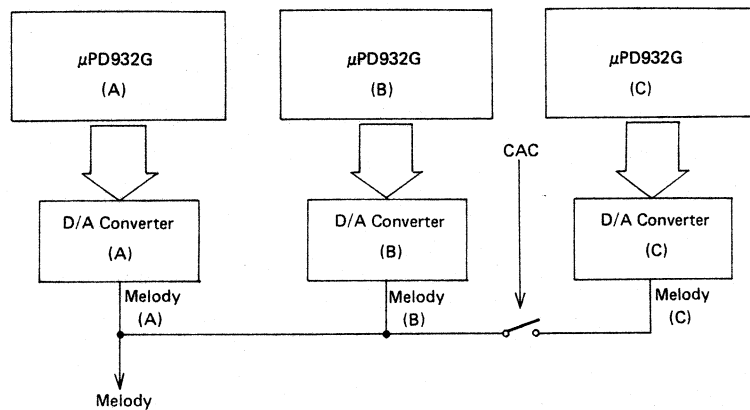 μPD932G
(A)
μPD932G
(B)
μPD932G
(C)
CAC
D/A Converter
(A)
D/A Converter
(B)
D/A Converter
(C)
Melody
(A)
Melody
(B)
Melody
(C)
Melody